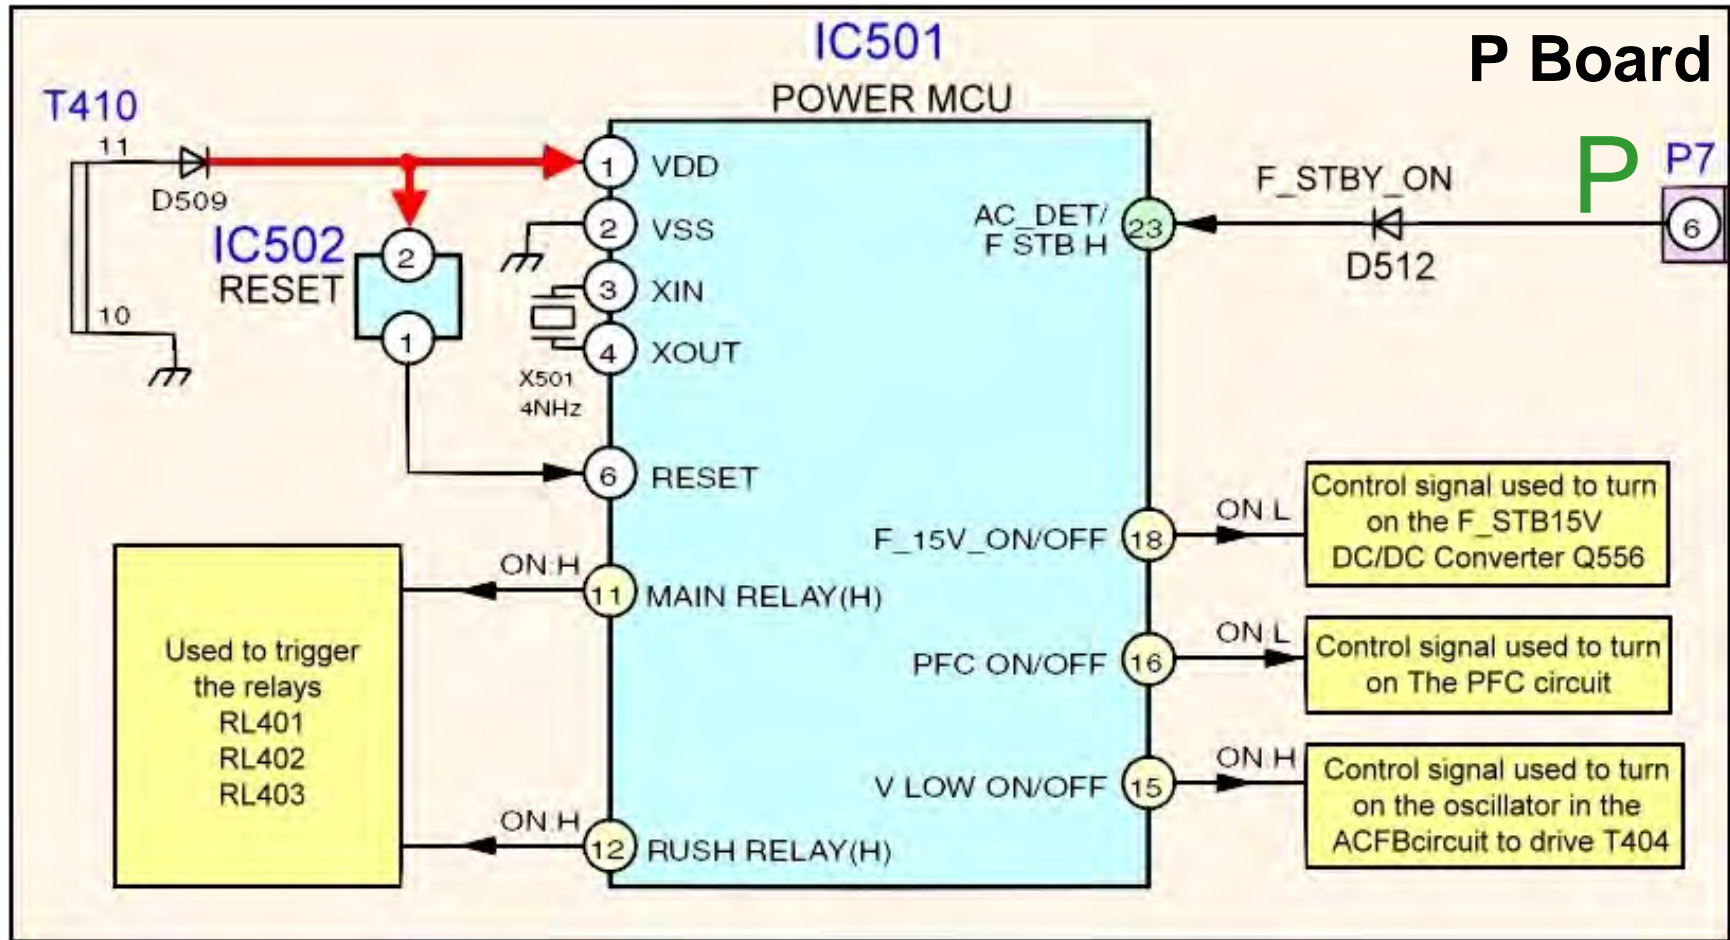 IC501
POWER MCU
P Board
T410
11
D509
10
IC502
RESET
2
1
1
VDD
2
VSS
3
XIN
4
XOUT
X501
4NHz
6
RESET
ON:H
11
MAIN RELAY(H)
ON:H
12
RUSH RELAY(H)
Used to trigger
the relays
RL401
RL402
RL403
AC_DET/
F STB H
23
F_STBY_ON
D512
P
P7
6
F_15V_ON/OFF
18
ON L
Control signal used to turn
on the F_STB15V
DC/DC Converter Q556
PFC ON/OFF
16
ON L
Control signal used to turn
on The PFC circuit
V LOW ON/OFF
15
ON H
Control signal used to turn
on the oscillator in the
ACFBcircuit to drive T404